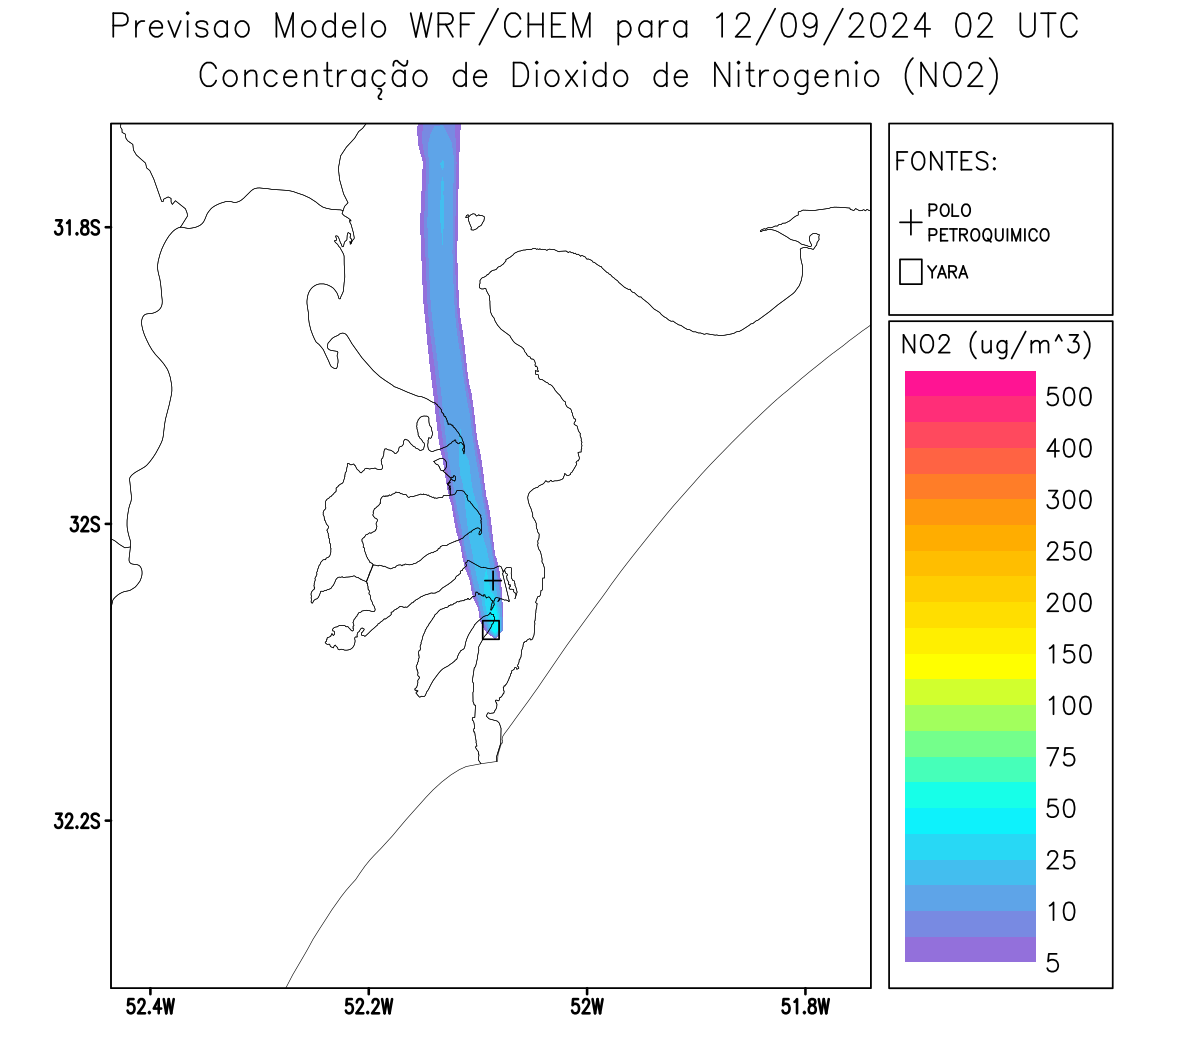 Previsao Modelo WRF/CHEM para 12/09/2024 02 UTC
Concentração de Dioxido de Nitrogenio (NO2)
FONTES:
POLO
PETROQUIMICO
YARA
NO2 (ug/m^3)
500
400
300
250
200
150
100
75
50
25
10
5
31.8S
32S
32.2S
52.4W
52.2W
52W
51.8W